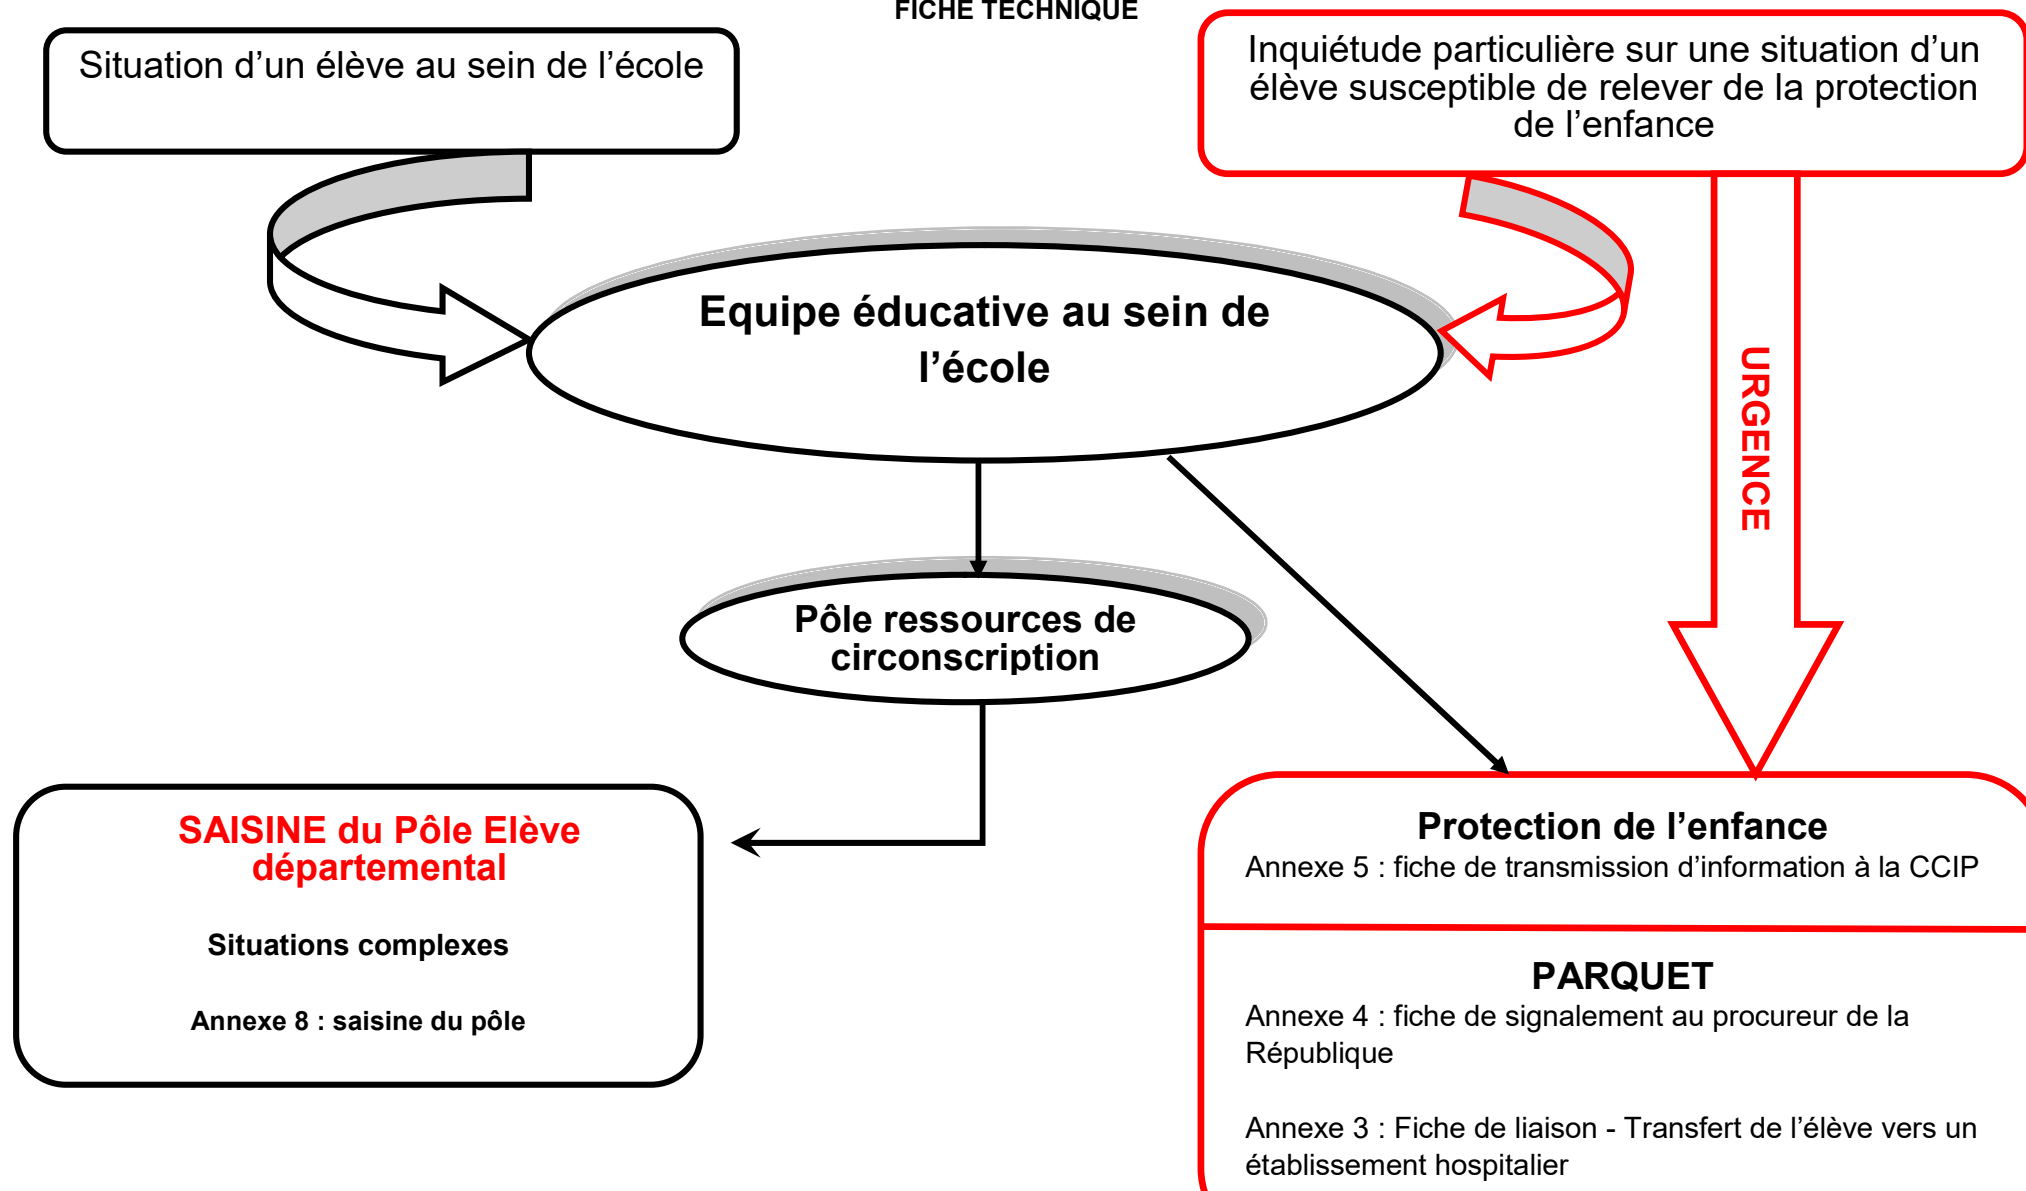 FICHE TECHNIQUE
Situation d’un élève au sein de l’école
Inquiétude particulière sur une situation d’un
élève susceptible de relever de la protection
de l’enfance
Equipe éducative au sein de
l’école
URGENCE
Pôle ressources de
circonscription
SAISINE du Pôle Elève
départemental
Situations complexes
Annexe 8 : saisine du pôle
Protection de l’enfance
Annexe 5 : fiche de transmission d’information à la CCIP
PARQUET
Annexe 4 : fiche de signalement au procureur de la
République
Annexe 3 : Fiche de liaison - Transfert de l’élève vers un
établissement hospitalier